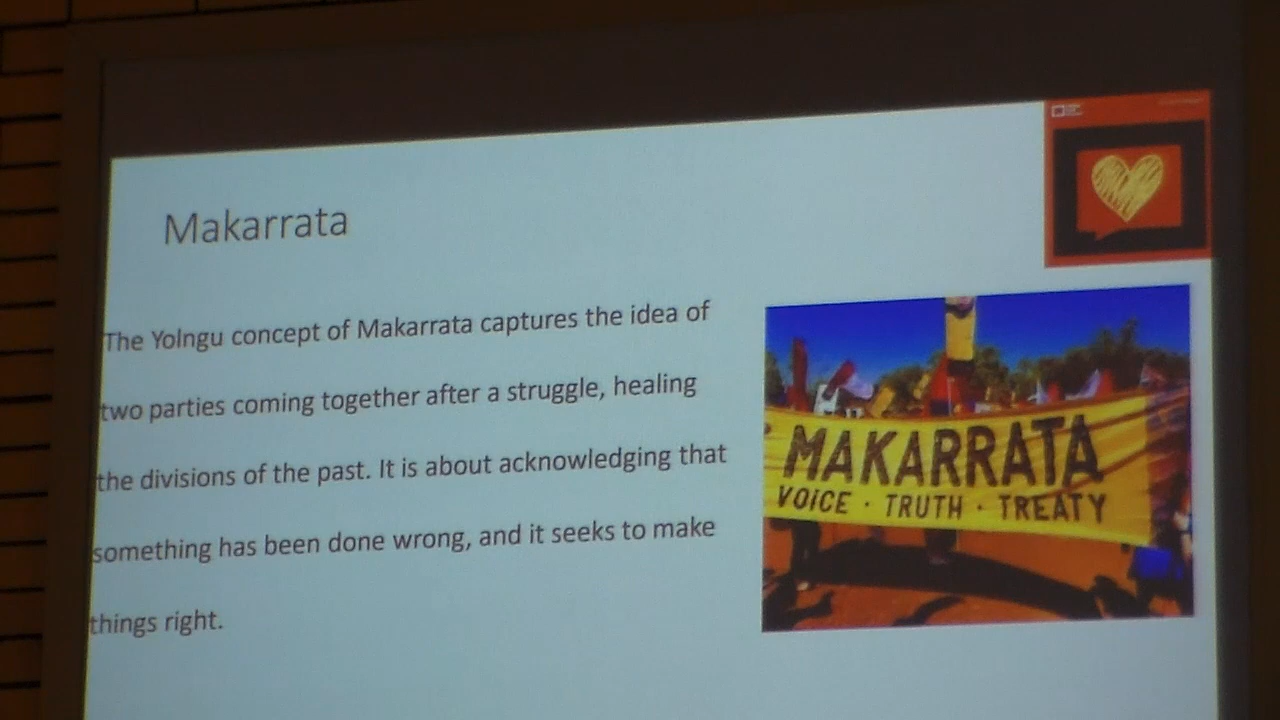 Makarrata
The Yolngu concept of Makarrata captures the idea of
two parties coming together after a struggle, healing
the divisions of the past. It is about acknowledging that
something has been done wrong, and it seeks to make
things right.
MAKARRATA
VOICE · TRUTH · TREATY